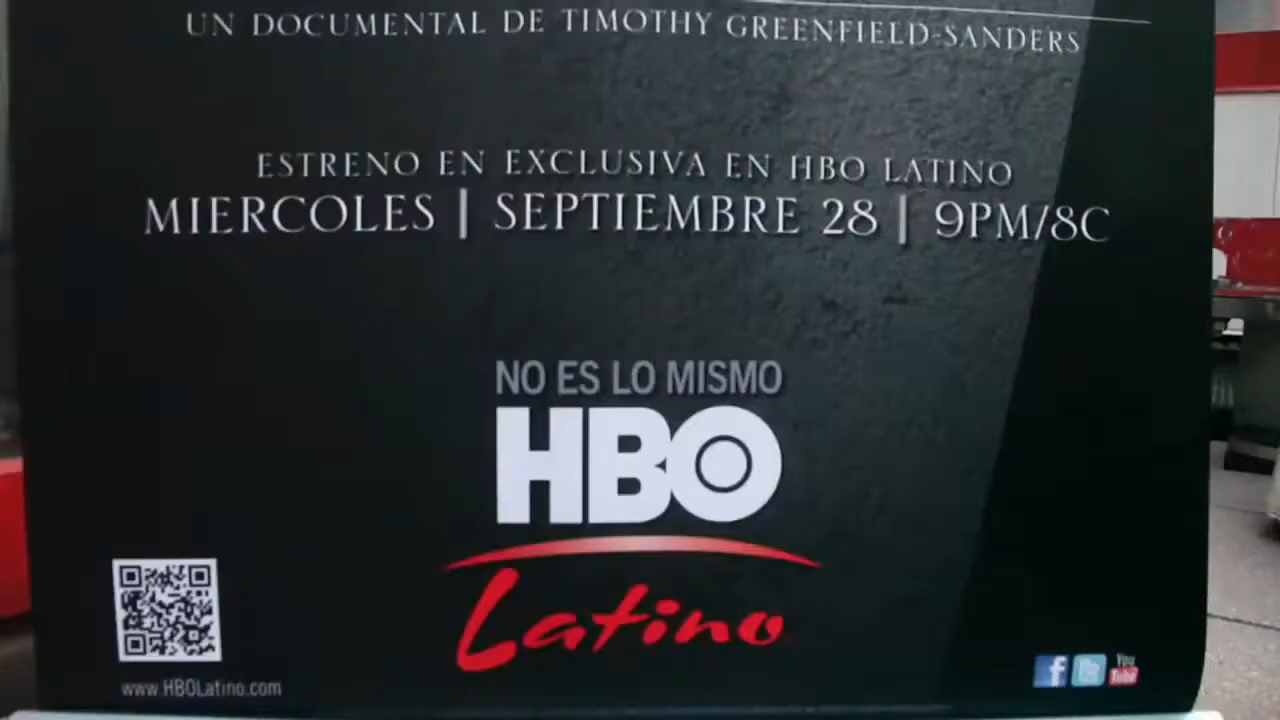 UN DOCUMENTAL DE TIMOTHY GREENFIELD-SANDERS
ESTRENO EN EXCLUSIVA EN HBO LATINO
MIERCOLES | SEPTIEMBRE 28 | 9PM/8C
NO ES LO MISMO
HBO
Latino
www.HBOLatino.com
f
You
Tube